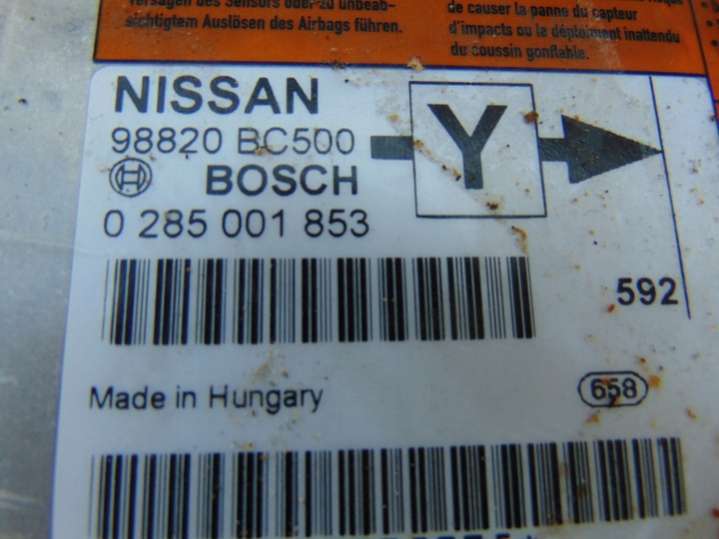 Versagen des Sensors oder zu unbeab-
sichtigtem Auslösen des Airbags führen.
de causer la panne du capteur
d'impacts ou le déploiement inattendu
du coussin gonflable.
NISSAN
98820 BC500
Y
BOSCH
0 285 001 853
592
Made in Hungary
658